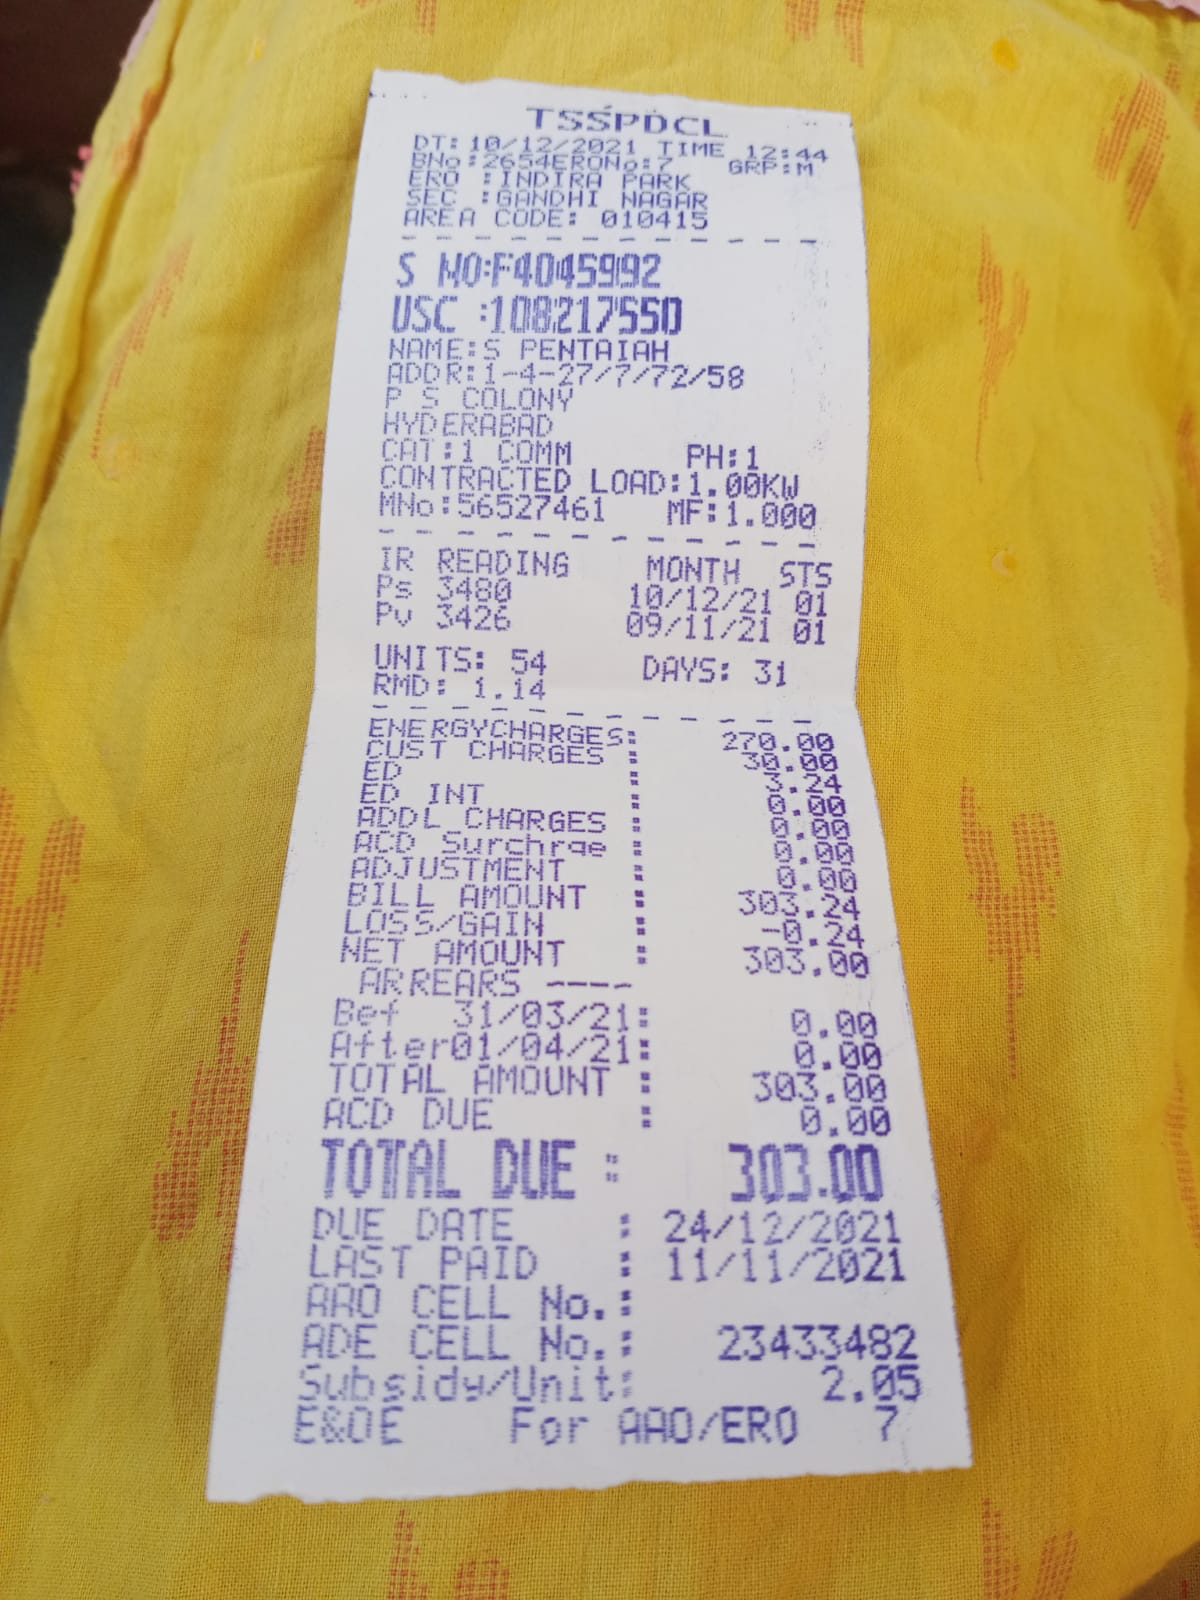 TSSPDCL
DT: 10/12/2021 TIME 12:44
BNo:2654ERONo:7 GRP:M
ERO :INDIRA PARK
SEC :GANDHI NAGAR
AREA CODE: 010415
S NO:F4045992
USC :108217550
NAME:S PENTAIAH
ADDR:1-4-27/7/72/58
P S COLONY
HYDERABAD
CAT:1 COMM PH:1
CONTRACTED LOAD:1.00KW
MNo:56527461 MF:1.000
IR READING MONTH STS
Ps 3480 10/12/21 01
Pv 3426 09/11/21 01
UNITS: 54 DAYS: 31
RMD: 1.14
ENERGYCHARGES: 270.00
CUST CHARGES : 30.00
ED : 3.24
ED INT : 0.00
ADDL CHARGES : 0.00
ACD Surchrge : 0.00
ADJUSTMENT : 0.00
BILL AMOUNT : 303.24
LOSS/GAIN : -0.24
NET AMOUNT : 303.00
ARREARS ----
Bef 31/03/21: 0.00
After01/04/21: 0.00
TOTAL AMOUNT : 303.00
ACD DUE : 0.00
TOTAL DUE : 303.00
DUE DATE : 24/12/2021
LAST PAID : 11/11/2021
AAO CELL No.:
ADE CELL No.: 23433482
Subsidy/Unit: 2.05
E&OE For AAO/ERO 7